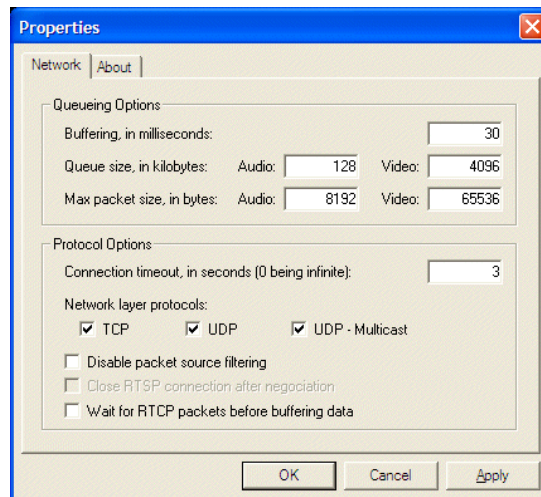 Properties
Network About
Queueing Options
Buffering, in milliseconds: 30
Queue size, in kilobytes: Audio: 128 Video: 4096
Max packet size, in bytes: Audio: 8192 Video: 65536
Protocol Options
Connection timeout, in seconds (0 being infinite): 3
Network layer protocols:
TCP UDP UDP - Multicast
Disable packet source filtering
Close RTSP connection after negociation
Wait for RTCP packets before buffering data
OK Cancel Apply